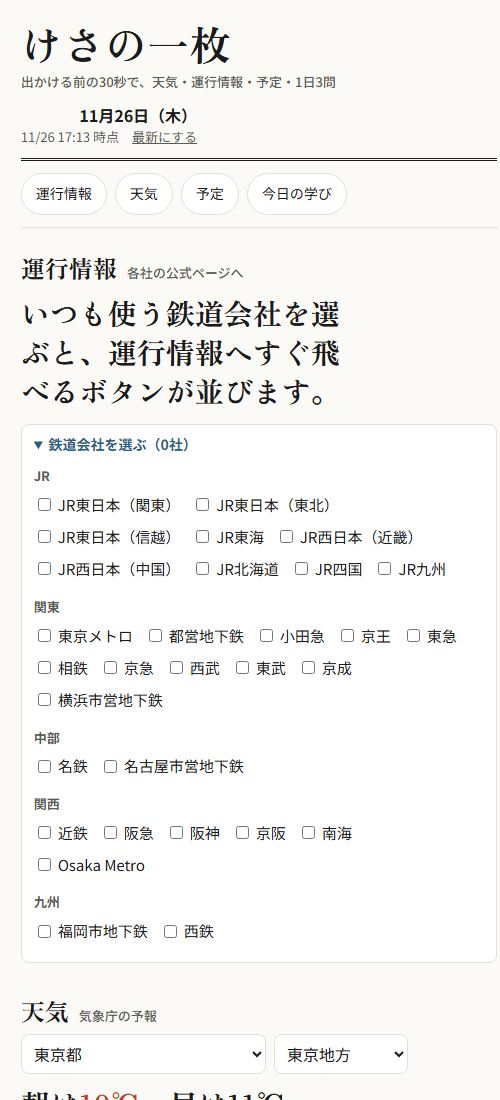 けさの一枚
出かける前の30秒で、天気・運行情報・予定・1日3問
11月26日（木）
11/26 17:13 時点 最新にする
運行情報 天気 予定 今日の学び
運行情報 各社の公式ページへ
いつも使う鉄道会社を選
ぶと、運行情報へすぐ飛
べるボタンが並びます。
▼ 鉄道会社を選ぶ（0社）
JR
JR東日本（関東） JR東日本（東北）
JR東日本（信越） JR東海 JR西日本（近畿）
JR西日本（中国） JR北海道 JR四国 JR九州
関東
東京メトロ 都営地下鉄 小田急 京王 東急
相鉄 京急 西武 東武 京成
横浜市営地下鉄
中部
名鉄 名古屋市営地下鉄
関西
近鉄 阪急 阪神 京阪 南海
Osaka Metro
九州
福岡市地下鉄 西鉄
天気 気象庁の予報
東京都 東京地方
朝は10℃ 昼は11℃